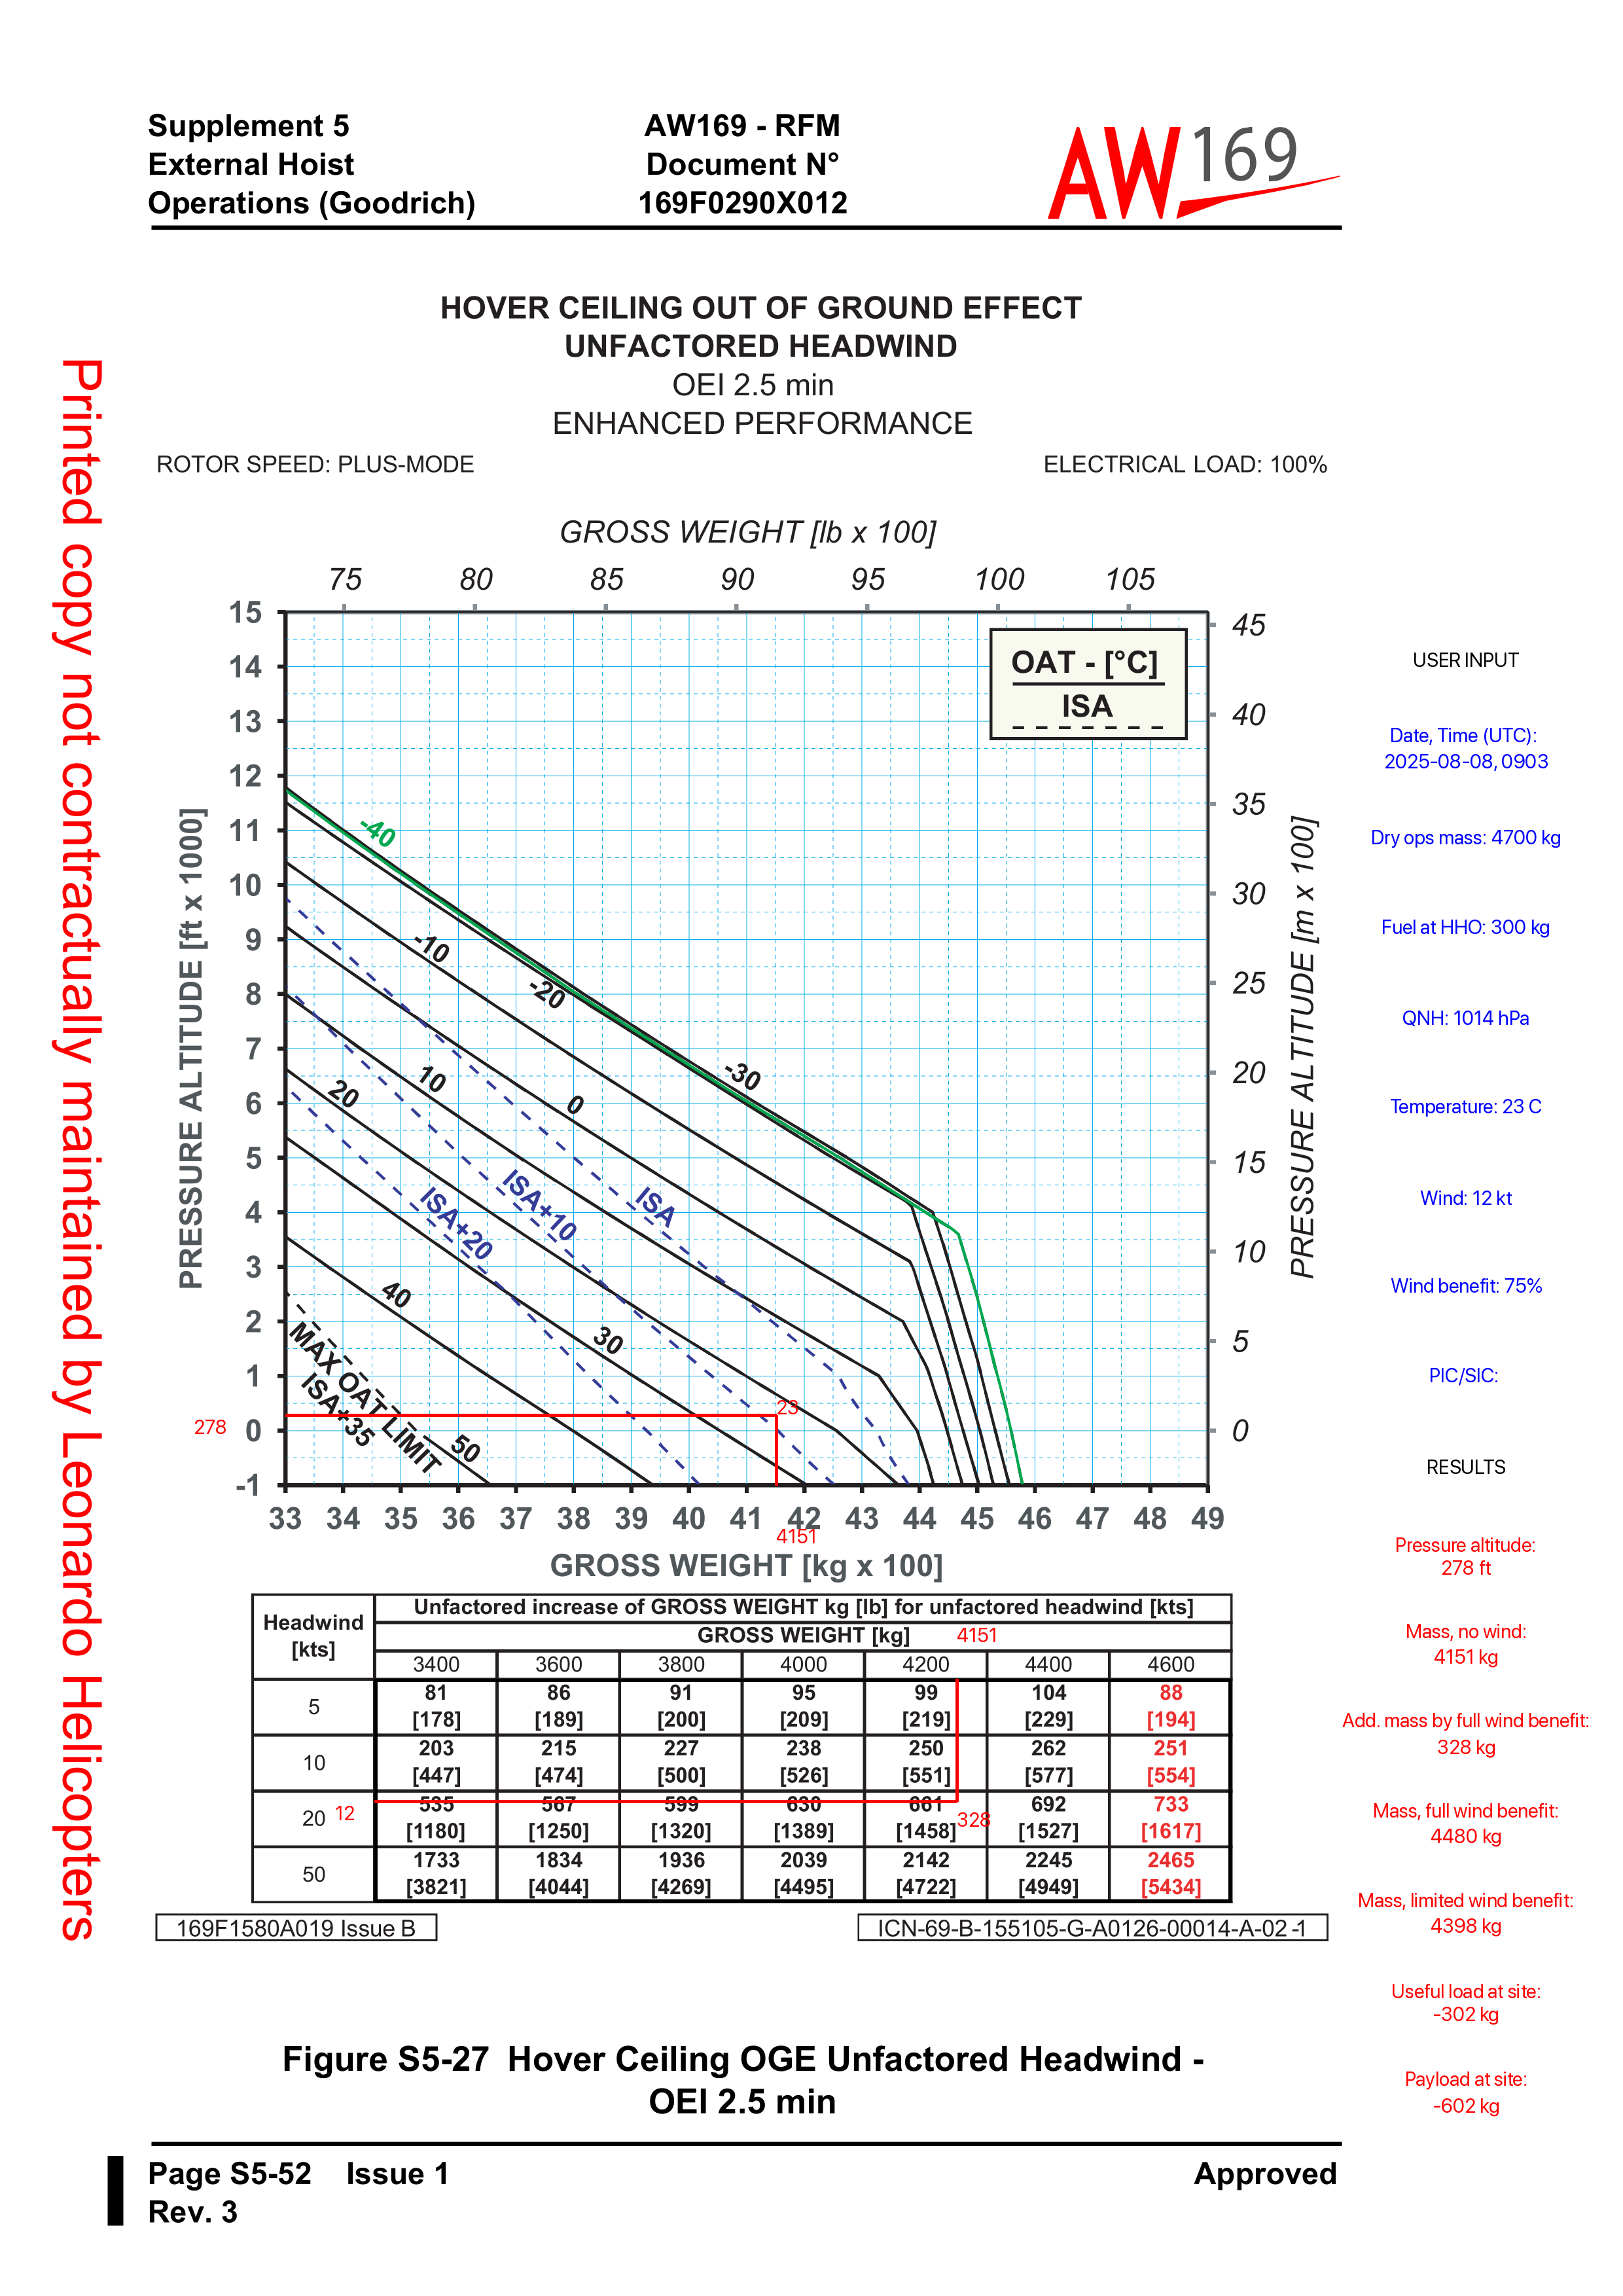 Supplement 5
External Hoist
Operations (Goodrich)
AW169 - RFM
Document N°
169F0290X012
AW169
HOVER CEILING OUT OF GROUND EFFECT
UNFACTORED HEADWIND
OEI 2.5 min
ENHANCED PERFORMANCE
ROTOR SPEED: PLUS-MODE
ELECTRICAL LOAD: 100%
Printed copy not contractually maintained by Leonardo Helicopters
GROSS WEIGHT [lb x 100]
75 80 85 90 95 100 105
OAT - [°C]
ISA
PRESSURE ALTITUDE [ft x 1000]
15
14
13
12
11
10
9
8
7
6
5
4
3
2
1
0
-1
PRESSURE ALTITUDE [m x 100]
45
40
35
30
25
20
15
10
5
0
-40
-10
-20
-30
0
10
20
ISA
ISA+10
ISA+20
40
30
MAX OAT LIMIT
ISA+35
50
23
278
33 34 35 36 37 38 39 40 41 42 43 44 45 46 47 48 49
4151
GROSS WEIGHT [kg x 100]
Headwind
[kts]
Unfactored increase of GROSS WEIGHT kg [lb] for unfactored headwind [kts]
GROSS WEIGHT [kg] 4151
3400 3600 3800 4000 4200 4400 4600
5
81 86 91 95 99 104 88
[178] [189] [200] [209] [219] [229] [194]
10
203 215 227 238 250 262 251
[447] [474] [500] [526] [551] [577] [554]
20 12
535 567 599 630 661 692 733
[1180] [1250] [1320] [1389] [1458] 328 [1527] [1617]
50
1733 1834 1936 2039 2142 2245 2465
[3821] [4044] [4269] [4495] [4722] [4949] [5434]
169F1580A019 Issue B
ICN-69-B-155105-G-A0126-00014-A-02-1
Figure S5-27 Hover Ceiling OGE Unfactored Headwind -
OEI 2.5 min
Page S5-52 Issue 1
Rev. 3
Approved
USER INPUT
Date, Time (UTC):
2025-08-08, 0903
Dry ops mass: 4700 kg
Fuel at HHO: 300 kg
QNH: 1014 hPa
Temperature: 23 C
Wind: 12 kt
Wind benefit: 75%
PIC/SIC:
RESULTS
Pressure altitude:
278 ft
Mass, no wind:
4151 kg
Add. mass by full wind benefit:
328 kg
Mass, full wind benefit:
4480 kg
Mass, limited wind benefit:
4398 kg
Useful load at site:
-302 kg
Payload at site:
-602 kg